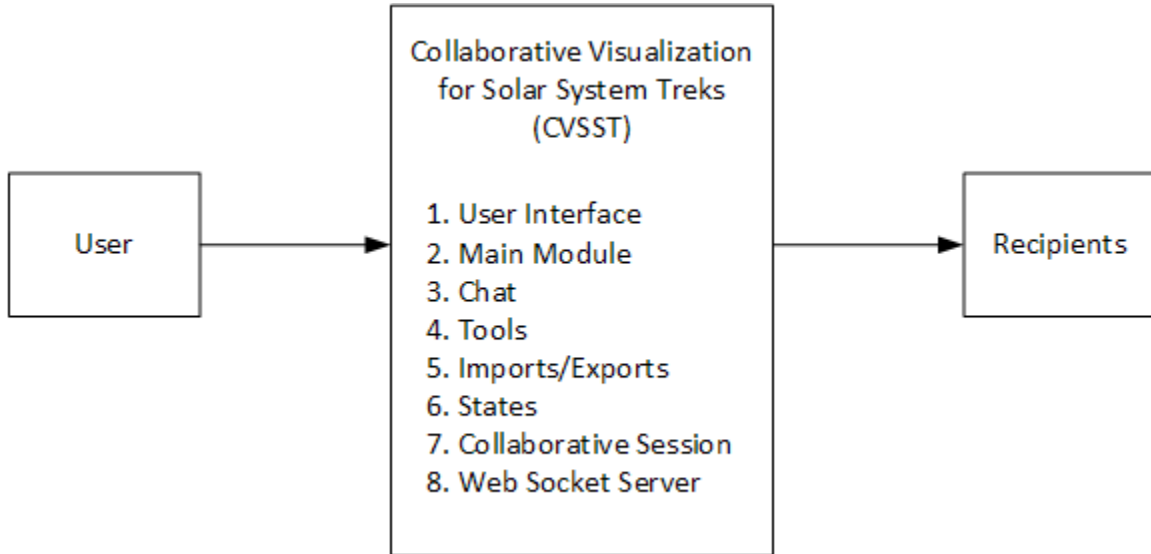 User
Collaborative Visualization
for Solar System Treks
(CVSST)
1. User Interface
2. Main Module
3. Chat
4. Tools
5. Imports/Exports
6. States
7. Collaborative Session
8. Web Socket Server
Recipients